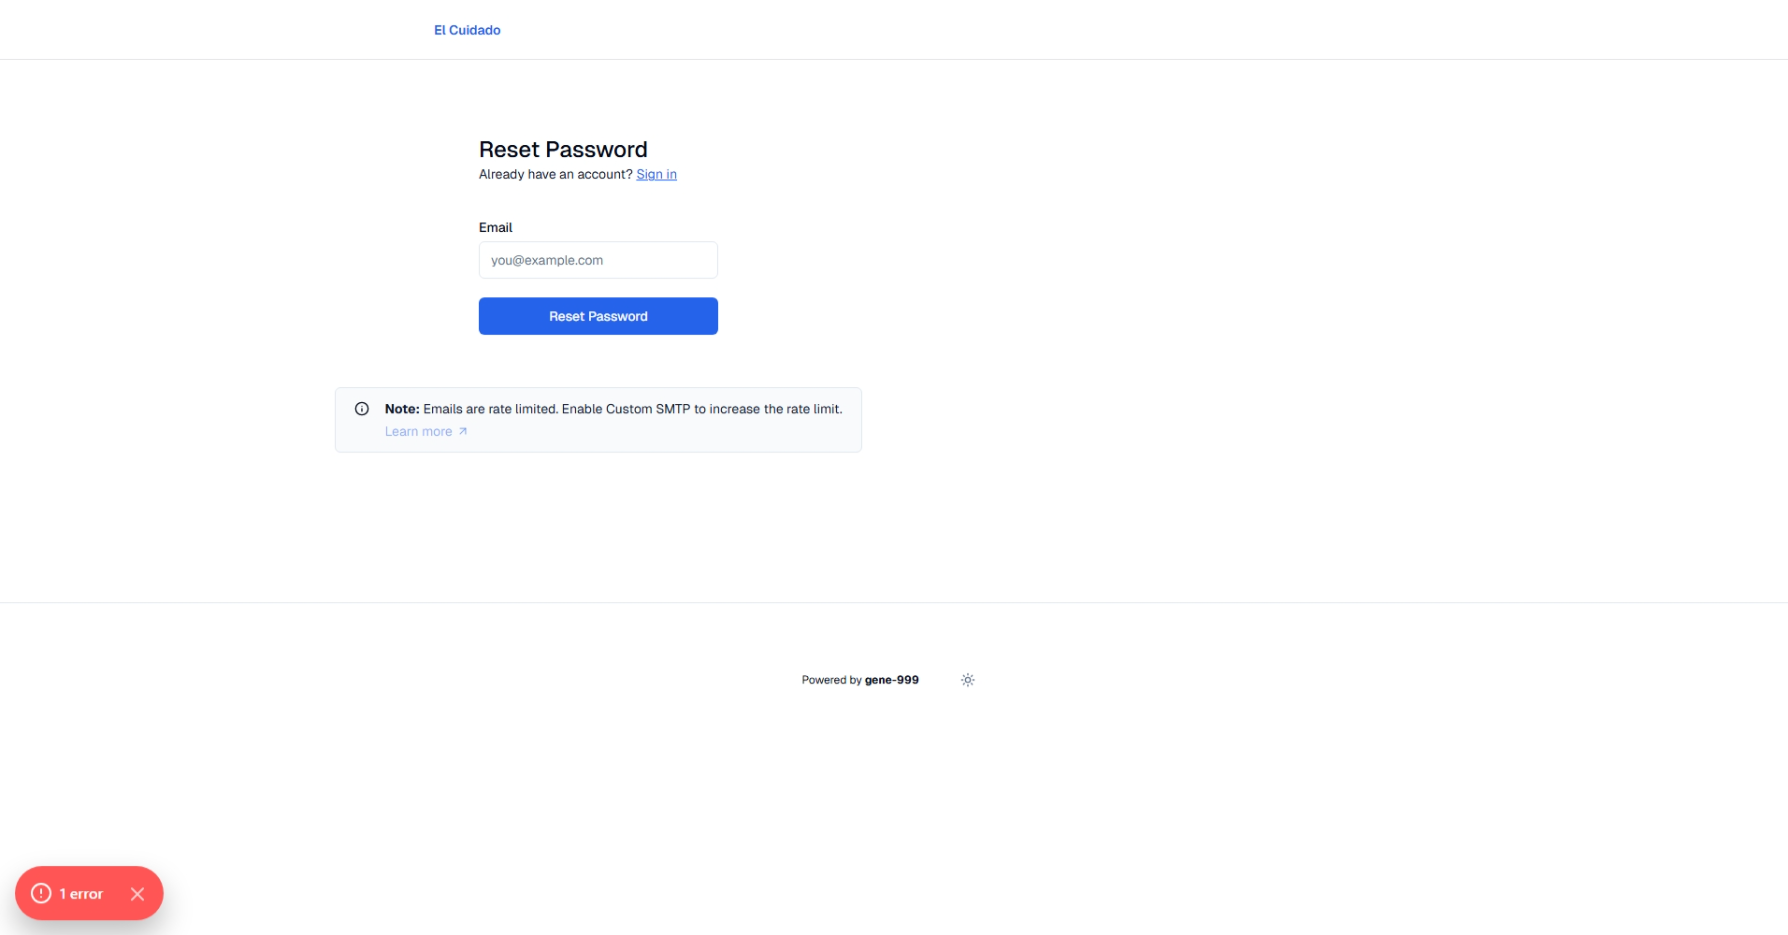 El Cuidado
Reset Password
Already have an account? Sign in
Email
you@example.com
Reset Password
Note: Emails are rate limited. Enable Custom SMTP to increase the rate limit.
Learn more
Powered by gene-999
1 error